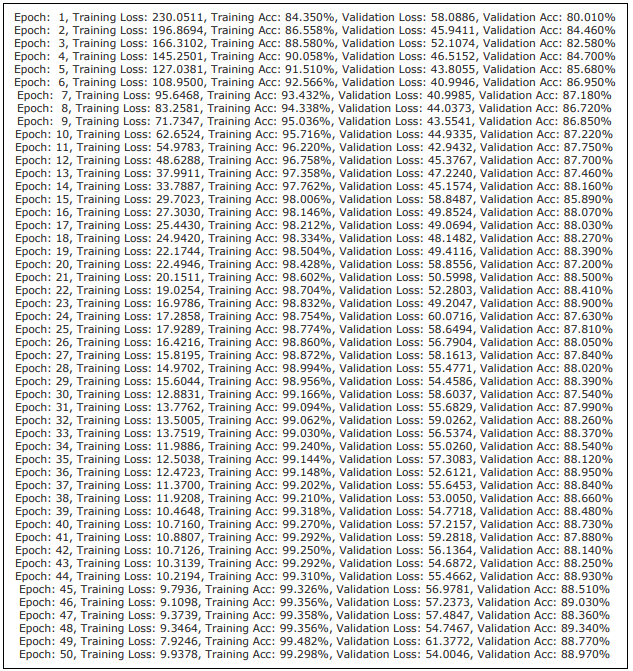 Epoch: 1, Training Loss: 230.0511, Training Acc: 84.350%, Validation Loss: 58.0886, Validation Acc: 80.010%
Epoch: 2, Training Loss: 196.8694, Training Acc: 86.558%, Validation Loss: 45.9411, Validation Acc: 84.460%
Epoch: 3, Training Loss: 166.3102, Training Acc: 88.580%, Validation Loss: 52.1074, Validation Acc: 82.580%
Epoch: 4, Training Loss: 145.2501, Training Acc: 90.058%, Validation Loss: 46.5152, Validation Acc: 84.700%
Epoch: 5, Training Loss: 127.0381, Training Acc: 91.510%, Validation Loss: 43.8055, Validation Acc: 85.680%
Epoch: 6, Training Loss: 108.9500, Training Acc: 92.566%, Validation Loss: 40.9946, Validation Acc: 86.950%
Epoch: 7, Training Loss: 95.6468, Training Acc: 93.432%, Validation Loss: 40.9985, Validation Acc: 87.180%
Epoch: 8, Training Loss: 83.2581, Training Acc: 94.338%, Validation Loss: 44.0373, Validation Acc: 86.720%
Epoch: 9, Training Loss: 71.7347, Training Acc: 95.036%, Validation Loss: 43.5541, Validation Acc: 86.850%
Epoch: 10, Training Loss: 62.6524, Training Acc: 95.716%, Validation Loss: 44.9335, Validation Acc: 87.220%
Epoch: 11, Training Loss: 54.9783, Training Acc: 96.220%, Validation Loss: 42.9432, Validation Acc: 87.750%
Epoch: 12, Training Loss: 48.6288, Training Acc: 96.758%, Validation Loss: 45.3767, Validation Acc: 87.700%
Epoch: 13, Training Loss: 37.9911, Training Acc: 97.358%, Validation Loss: 47.2240, Validation Acc: 87.460%
Epoch: 14, Training Loss: 33.7887, Training Acc: 97.762%, Validation Loss: 45.1574, Validation Acc: 88.160%
Epoch: 15, Training Loss: 29.7023, Training Acc: 98.006%, Validation Loss: 58.8487, Validation Acc: 85.890%
Epoch: 16, Training Loss: 27.3030, Training Acc: 98.146%, Validation Loss: 49.8524, Validation Acc: 88.070%
Epoch: 17, Training Loss: 25.4430, Training Acc: 98.212%, Validation Loss: 49.0694, Validation Acc: 88.030%
Epoch: 18, Training Loss: 24.9420, Training Acc: 98.334%, Validation Loss: 48.1482, Validation Acc: 88.270%
Epoch: 19, Training Loss: 22.1744, Training Acc: 98.504%, Validation Loss: 49.4116, Validation Acc: 88.390%
Epoch: 20, Training Loss: 22.4946, Training Acc: 98.428%, Validation Loss: 58.8556, Validation Acc: 87.200%
Epoch: 21, Training Loss: 20.1511, Training Acc: 98.602%, Validation Loss: 50.5998, Validation Acc: 88.500%
Epoch: 22, Training Loss: 19.0254, Training Acc: 98.704%, Validation Loss: 52.2803, Validation Acc: 88.410%
Epoch: 23, Training Loss: 16.9786, Training Acc: 98.832%, Validation Loss: 49.2047, Validation Acc: 88.900%
Epoch: 24, Training Loss: 17.2858, Training Acc: 98.754%, Validation Loss: 60.0716, Validation Acc: 87.630%
Epoch: 25, Training Loss: 17.9289, Training Acc: 98.774%, Validation Loss: 58.6494, Validation Acc: 87.810%
Epoch: 26, Training Loss: 16.4216, Training Acc: 98.860%, Validation Loss: 56.7904, Validation Acc: 88.050%
Epoch: 27, Training Loss: 15.8195, Training Acc: 98.872%, Validation Loss: 58.1613, Validation Acc: 87.840%
Epoch: 28, Training Loss: 14.9702, Training Acc: 98.994%, Validation Loss: 55.4771, Validation Acc: 88.020%
Epoch: 29, Training Loss: 15.6044, Training Acc: 98.956%, Validation Loss: 54.4586, Validation Acc: 88.390%
Epoch: 30, Training Loss: 12.8831, Training Acc: 99.166%, Validation Loss: 58.6037, Validation Acc: 87.540%
Epoch: 31, Training Loss: 13.7762, Training Acc: 99.094%, Validation Loss: 55.6829, Validation Acc: 87.990%
Epoch: 32, Training Loss: 13.5005, Training Acc: 99.062%, Validation Loss: 59.0262, Validation Acc: 88.260%
Epoch: 33, Training Loss: 13.7519, Training Acc: 99.030%, Validation Loss: 56.5374, Validation Acc: 88.370%
Epoch: 34, Training Loss: 11.9886, Training Acc: 99.240%, Validation Loss: 55.0260, Validation Acc: 88.540%
Epoch: 35, Training Loss: 12.5038, Training Acc: 99.144%, Validation Loss: 57.3083, Validation Acc: 88.120%
Epoch: 36, Training Loss: 12.4723, Training Acc: 99.148%, Validation Loss: 52.6121, Validation Acc: 88.950%
Epoch: 37, Training Loss: 11.3700, Training Acc: 99.202%, Validation Loss: 55.6453, Validation Acc: 88.840%
Epoch: 38, Training Loss: 11.9208, Training Acc: 99.210%, Validation Loss: 53.0050, Validation Acc: 88.660%
Epoch: 39, Training Loss: 10.4648, Training Acc: 99.318%, Validation Loss: 54.7718, Validation Acc: 88.480%
Epoch: 40, Training Loss: 10.7160, Training Acc: 99.270%, Validation Loss: 57.2157, Validation Acc: 88.730%
Epoch: 41, Training Loss: 10.8807, Training Acc: 99.292%, Validation Loss: 59.2818, Validation Acc: 87.880%
Epoch: 42, Training Loss: 10.7126, Training Acc: 99.250%, Validation Loss: 56.1364, Validation Acc: 88.140%
Epoch: 43, Training Loss: 10.3139, Training Acc: 99.292%, Validation Loss: 54.6872, Validation Acc: 88.250%
Epoch: 44, Training Loss: 10.2194, Training Acc: 99.310%, Validation Loss: 55.4662, Validation Acc: 88.930%
Epoch: 45, Training Loss: 9.7936, Training Acc: 99.326%, Validation Loss: 56.9781, Validation Acc: 88.510%
Epoch: 46, Training Loss: 9.1098, Training Acc: 99.356%, Validation Loss: 57.2373, Validation Acc: 89.030%
Epoch: 47, Training Loss: 9.3739, Training Acc: 99.358%, Validation Loss: 57.4847, Validation Acc: 88.360%
Epoch: 48, Training Loss: 9.3464, Training Acc: 99.356%, Validation Loss: 54.7467, Validation Acc: 89.340%
Epoch: 49, Training Loss: 7.9246, Training Acc: 99.482%, Validation Loss: 61.3772, Validation Acc: 88.770%
Epoch: 50, Training Loss: 9.9378, Training Acc: 99.298%, Validation Loss: 54.0046, Validation Acc: 88.970%